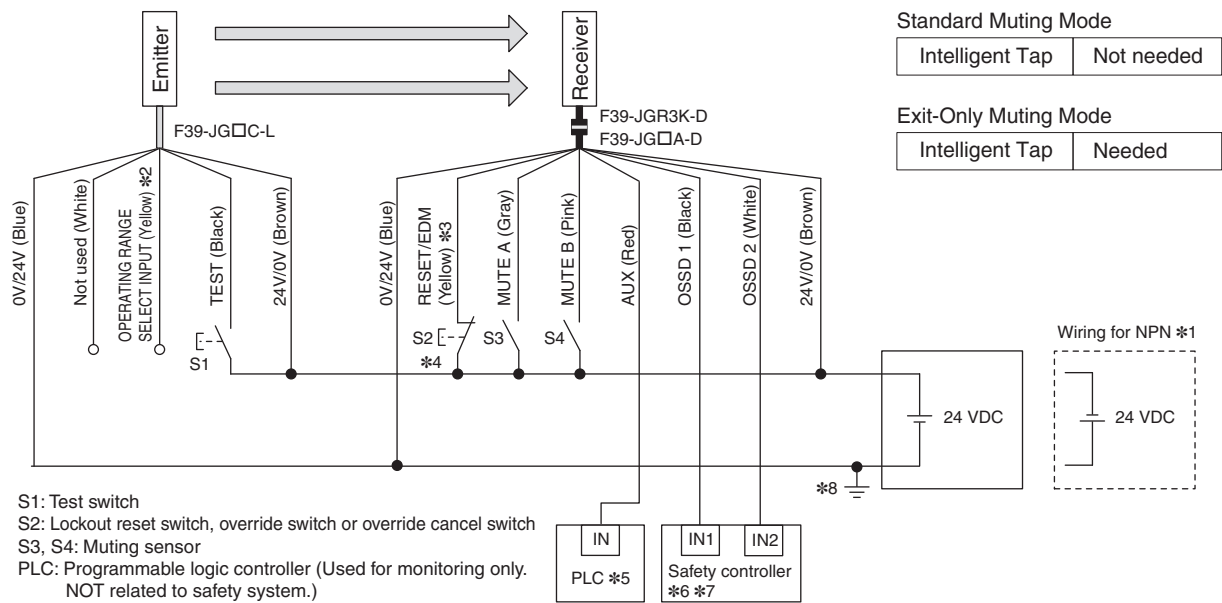 Emitter
Receiver
F39-JG□C-L
F39-JGR3K-D
F39-JG□A-D
Standard Muting Mode
Intelligent Tap
Not needed
Exit-Only Muting Mode
Intelligent Tap
Needed
0V/24V (Blue)
Not used (White)
OPERATING RANGE
SELECT INPUT (Yellow) *2
TEST (Black)
24V/0V (Brown)
0V/24V (Blue)
RESET/EDM
(Yellow) *3
MUTE A (Gray)
MUTE B (Pink)
AUX (Red)
OSSD 1 (Black)
OSSD 2 (White)
24V/0V (Brown)
S1
S2
*4
S3
S4
24 VDC
Wiring for NPN *1
24 VDC
*8
S1: Test switch
S2: Lockout reset switch, override switch or override cancel switch
S3, S4: Muting sensor
PLC: Programmable logic controller (Used for monitoring only.
NOT related to safety system.)
IN
PLC *5
IN1
IN2
Safety controller
*6 *7